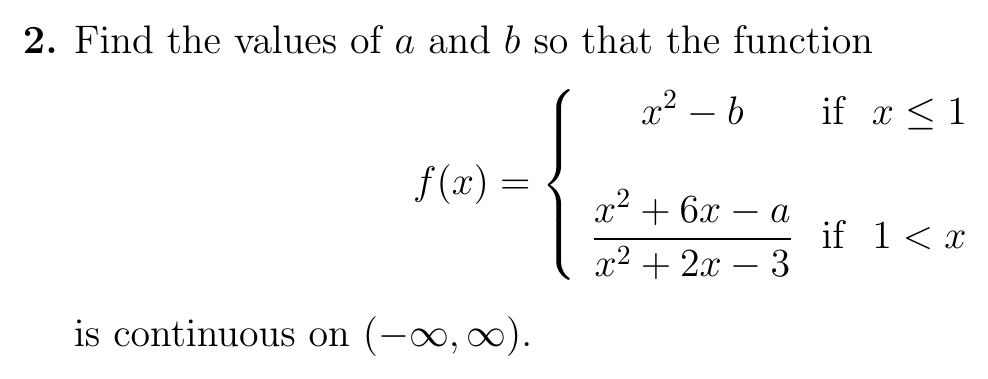 2. Find the values of a and b so that the function
f(x) = { x² − b if x ≤ 1
(x² + 6x − a)/(x² + 2x − 3) if 1 < x
is continuous on (−∞, ∞).